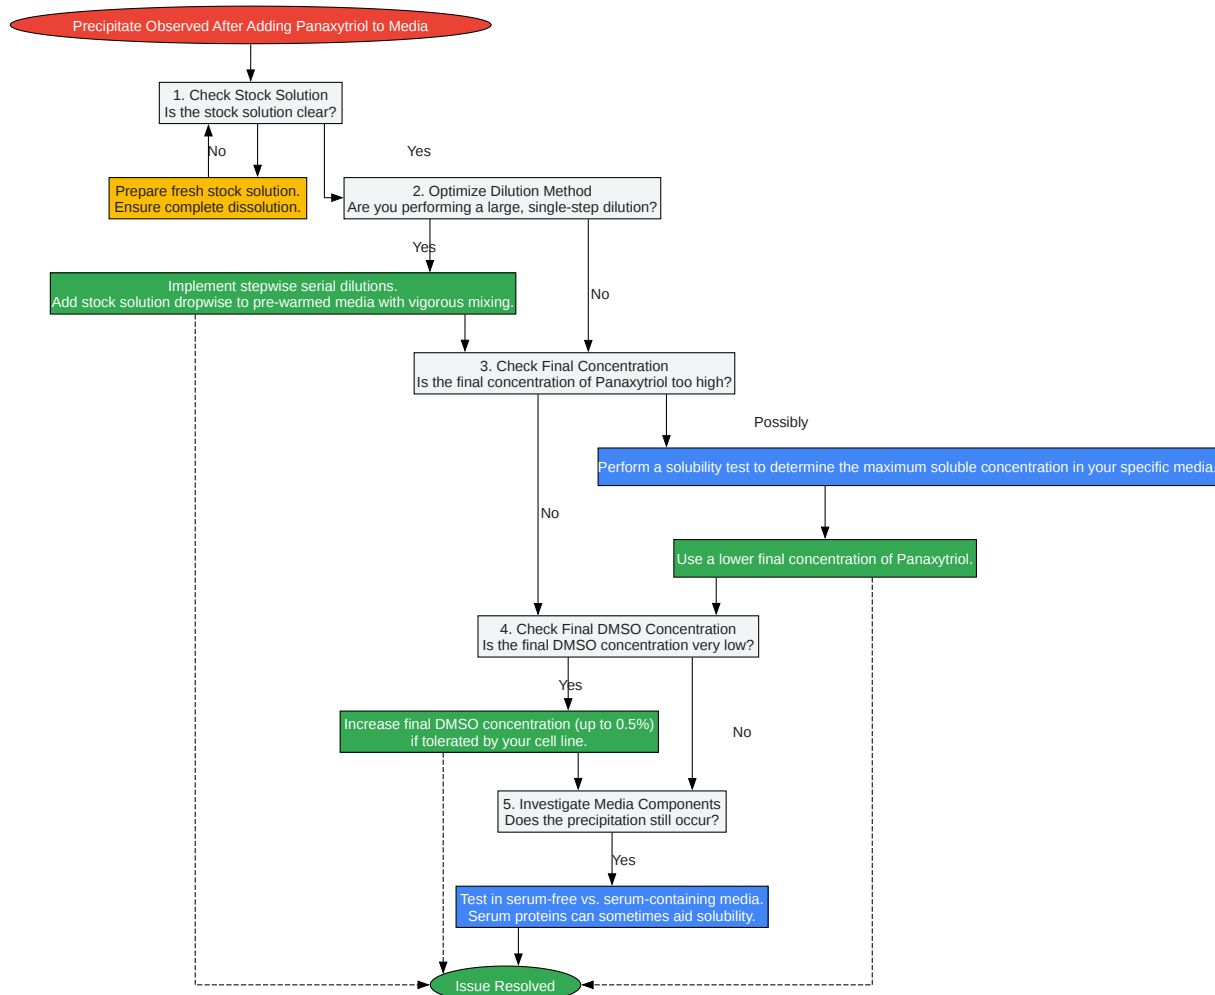 Precipitate Observed After Adding Panaxytriol to Media
1. Check Stock Solution
Is the stock solution clear?
No
Yes
Prepare fresh stock solution.
Ensure complete dissolution.
2. Optimize Dilution Method
Are you performing a large, single-step dilution?
Yes
No
Implement stepwise serial dilutions.
Add stock solution dropwise to pre-warmed media with vigorous mixing.
3. Check Final Concentration
Is the final concentration of Panaxytriol too high?
Possibly
Perform a solubility test to determine the maximum soluble concentration in your specific media.
No
Use a lower final concentration of Panaxytriol.
4. Check Final DMSO Concentration
Is the final DMSO concentration very low?
Yes
Increase final DMSO concentration (up to 0.5%)
if tolerated by your cell line.
No
5. Investigate Media Components
Does the precipitation still occur?
Yes
Test in serum-free vs. serum-containing media.
Serum proteins can sometimes aid solubility.
Issue Resolved